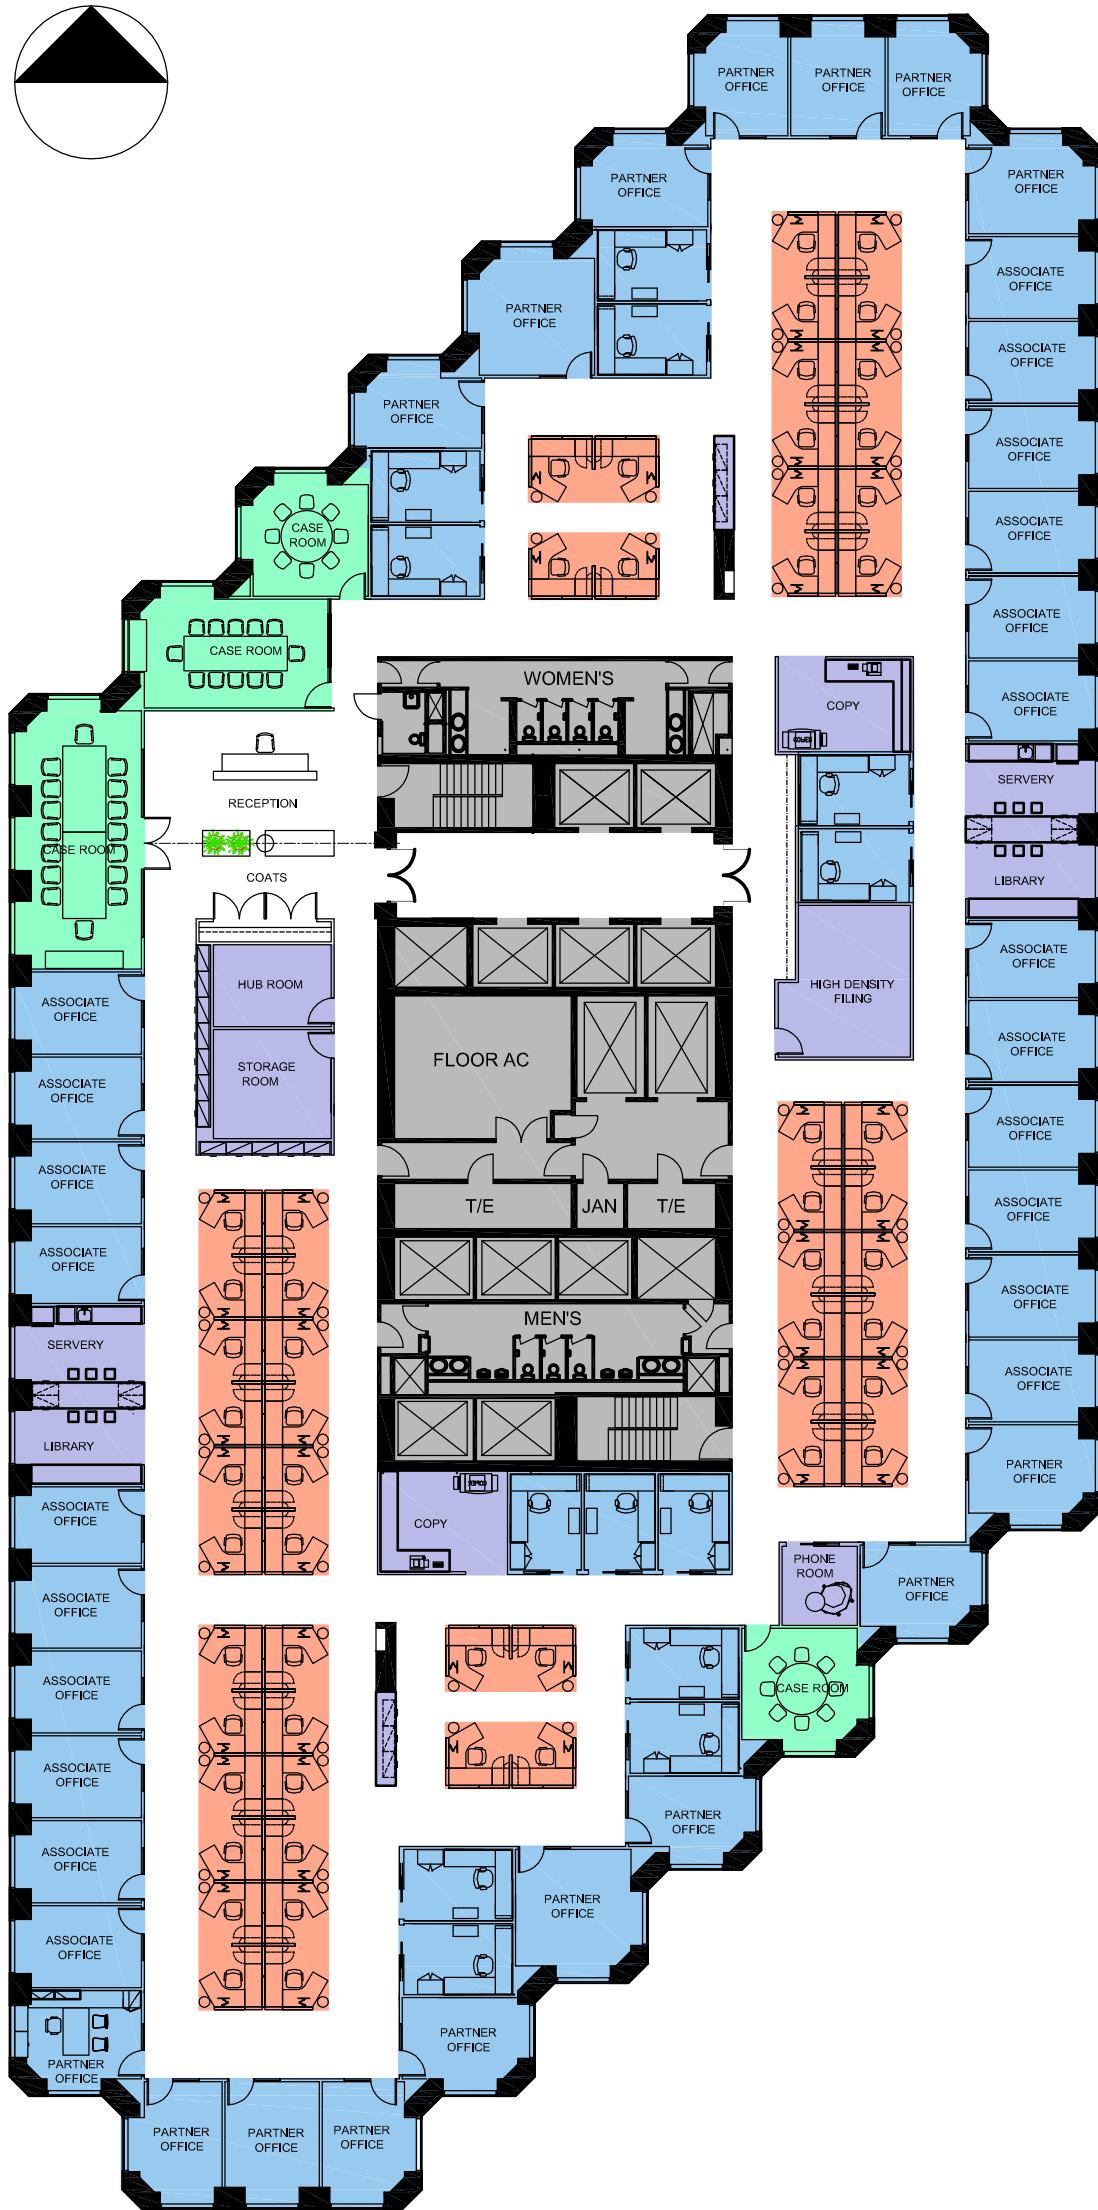 PARTNER
OFFICE
PARTNER
OFFICE
PARTNER
OFFICE
PARTNER
OFFICE
PARTNER
OFFICE
ASSOCIATE
OFFICE
PARTNER
OFFICE
ASSOCIATE
OFFICE
PARTNER
OFFICE
ASSOCIATE
OFFICE
CASE
ROOM
ASSOCIATE
OFFICE
ASSOCIATE
OFFICE
CASE ROOM
WOMEN'S
ASSOCIATE
OFFICE
COPY
COPIER
SERVERY
RECEPTION
CASE ROOM
COATS
LIBRARY
ASSOCIATE
OFFICE
HUB ROOM
HIGH DENSITY
FILING
ASSOCIATE
OFFICE
ASSOCIATE
OFFICE
STORAGE
ROOM
FLOOR AC
ASSOCIATE
OFFICE
ASSOCIATE
OFFICE
ASSOCIATE
OFFICE
T/E
JAN
T/E
ASSOCIATE
OFFICE
ASSOCIATE
OFFICE
ASSOCIATE
OFFICE
MEN'S
SERVERY
ASSOCIATE
OFFICE
LIBRARY
PARTNER
OFFICE
COPIER
ASSOCIATE
OFFICE
COPY
PHONE
ROOM
PARTNER
OFFICE
ASSOCIATE
OFFICE
ASSOCIATE
OFFICE
CASE ROOM
ASSOCIATE
OFFICE
PARTNER
OFFICE
ASSOCIATE
OFFICE
PARTNER
OFFICE
ASSOCIATE
OFFICE
PARTNER
OFFICE
PARTNER
OFFICE
PARTNER
OFFICE
PARTNER
OFFICE
PARTNER
OFFICE